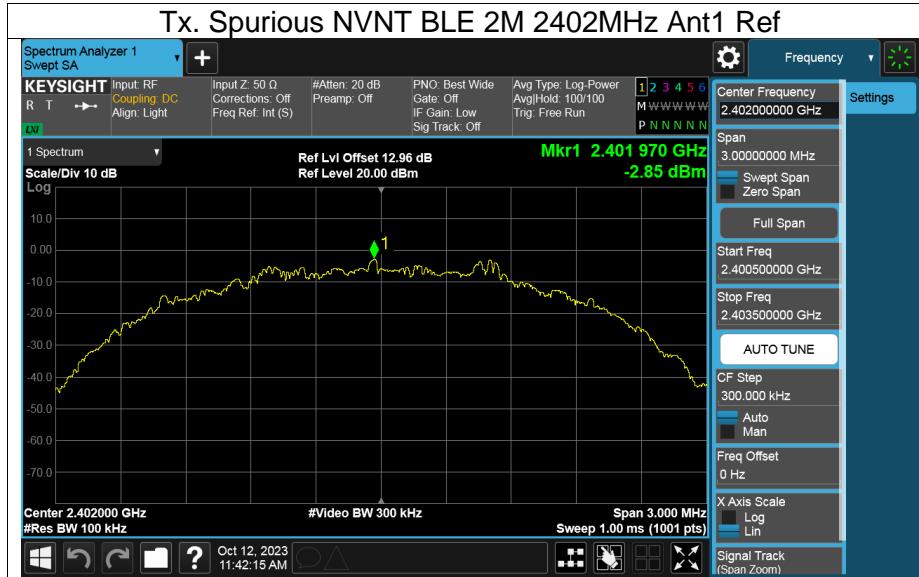 Tx. Spurious NVNT BLE 2M 2402MHz Ant1 Ref
Spectrum Analyzer 1
Swept SA
+
Frequency
KEYSIGHT
R T
LXI
Input: RF
Coupling: DC
Align: Light
Input Z: 50 Ω
Corrections: Off
Freq Ref: Int (S)
#Atten: 20 dB
Preamp: Off
PNO: Best Wide
Gate: Off
IF Gain: Low
Sig Track: Off
Avg Type: Log-Power
Avg|Hold: 100/100
Trig: Free Run
1 2 3 4 5 6
M W W W W W
P N N N N N
1 Spectrum
Scale/Div 10 dB
Log
Ref Lvl Offset 12.96 dB
Ref Level 20.00 dBm
Mkr1 2.401 970 GHz
-2.85 dBm
10.0
0.00
-10.0
-20.0
-30.0
-40.0
-50.0
-60.0
-70.0
1
Center 2.402000 GHz
#Res BW 100 kHz
#Video BW 300 kHz
Span 3.000 MHz
Sweep 1.00 ms (1001 pts)
Center Frequency
2.402000000 GHz
Span
3.00000000 MHz
Swept Span
Zero Span
Full Span
Start Freq
2.400500000 GHz
Stop Freq
2.403500000 GHz
AUTO TUNE
CF Step
300.000 kHz
Auto
Man
Freq Offset
0 Hz
X Axis Scale
Log
Lin
Signal Track
(Span Zoom)
Settings
?
Oct 12, 2023
11:42:15 AM